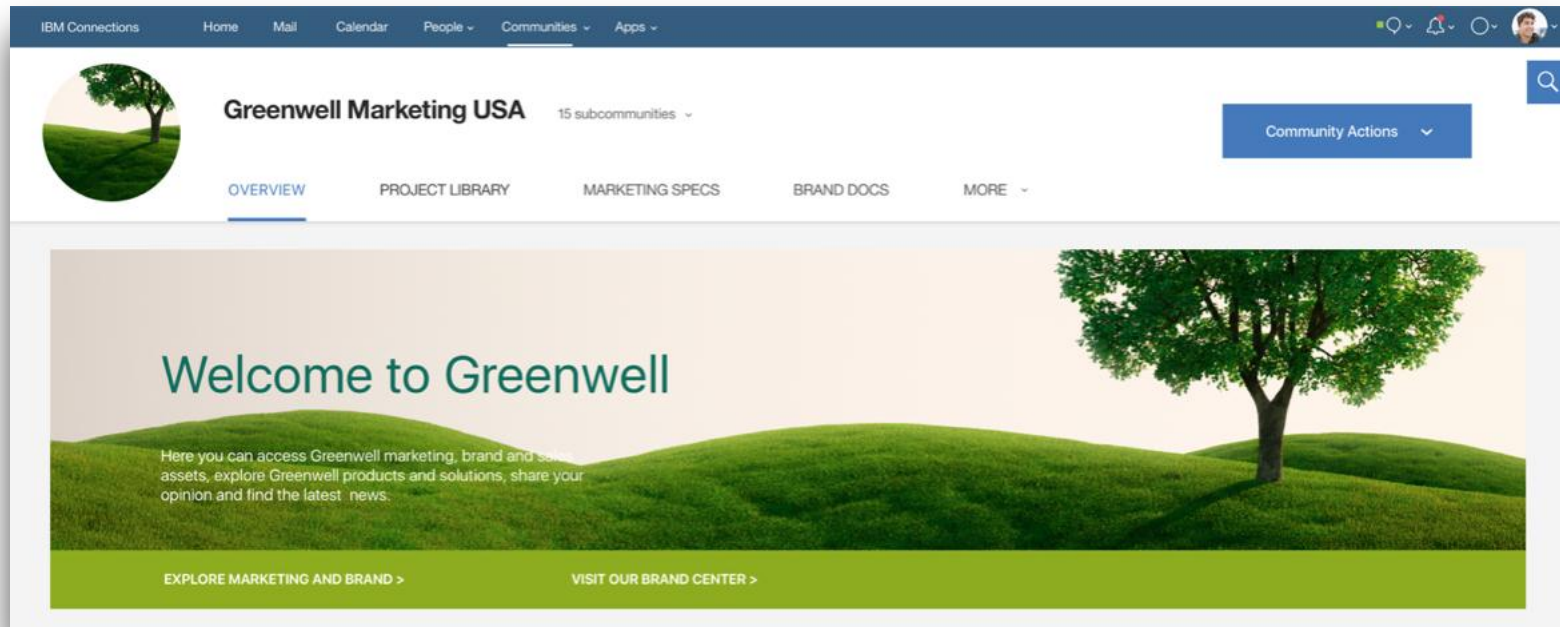 IBM Connections Home Mail Calendar People Communities Apps
Greenwell Marketing USA 15 subcommunities
Community Actions
OVERVIEW PROJECT LIBRARY MARKETING SPECS BRAND DOCS MORE
Welcome to Greenwell
Here you can access Greenwell marketing, brand and sales
assets, explore Greenwell products and solutions, share your
opinion and find the latest news.
EXPLORE MARKETING AND BRAND > VISIT OUR BRAND CENTER >